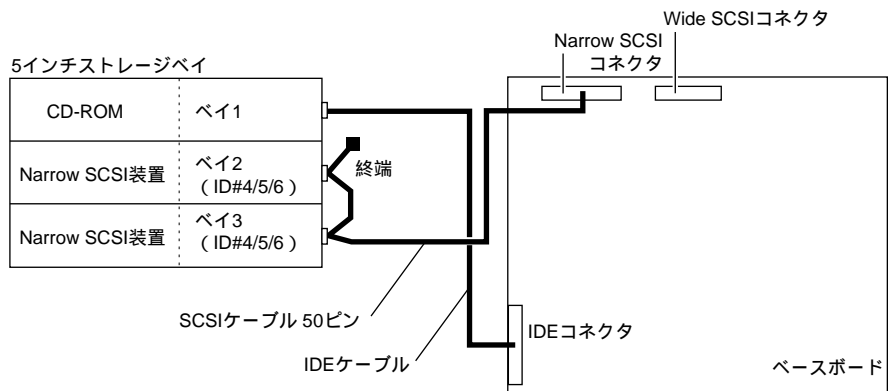 Wide SCSIコネクタ
Narrow SCSI
コネクタ
5インチストレージベイ
CD-ROM ベイ1
Narrow SCSI装置 ベイ2
（ID#4/5/6）
終端
Narrow SCSI装置 ベイ3
（ID#4/5/6）
SCSIケーブル 50ピン
IDEケーブル
IDEコネクタ
ベースボード